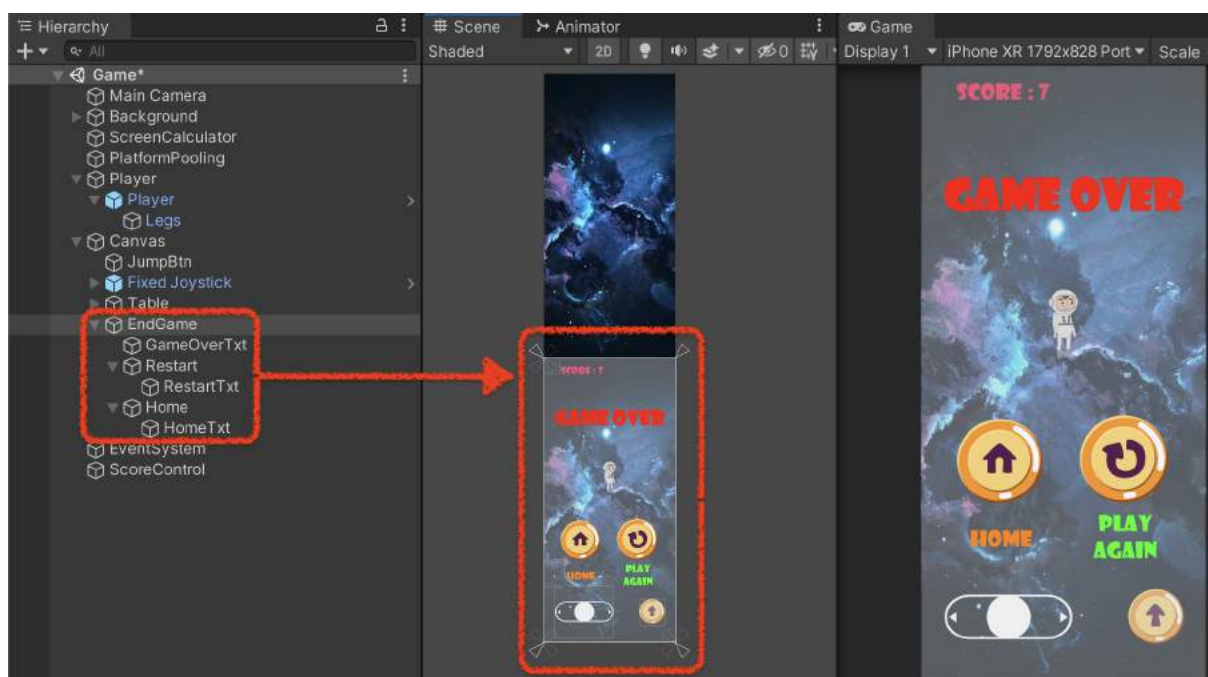 Hierarchy
All
Game*
Main Camera
Background
ScreenCalculator
PlatformPooling
Player
Player
Legs
Canvas
JumpBtn
Fixed Joystick
Table
EndGame
GameOverTxt
Restart
RestartTxt
Home
HomeTxt
EventSystem
ScoreControl
Scene
Animator
Shaded
2D
0
SCORE : 7
GAME OVER
HOME
PLAY
AGAIN
Game
Display 1
iPhone XR 1792x828 Port
Scale
SCORE : 7
GAME OVER
HOME
PLAY
AGAIN